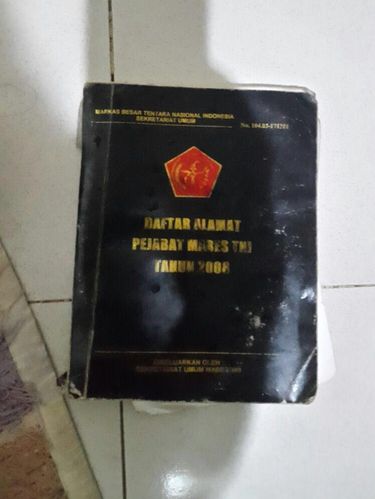 MARKAS BESAR TENTARA NASIONAL INDONESIA
SEKRETARIAT UMUM
DAFTAR ALAMAT
PEJABAT MABES TNI
TAHUN 2008
DIKELUARKAN OLEH
SEKRETARIAT UMUM MABES TNI